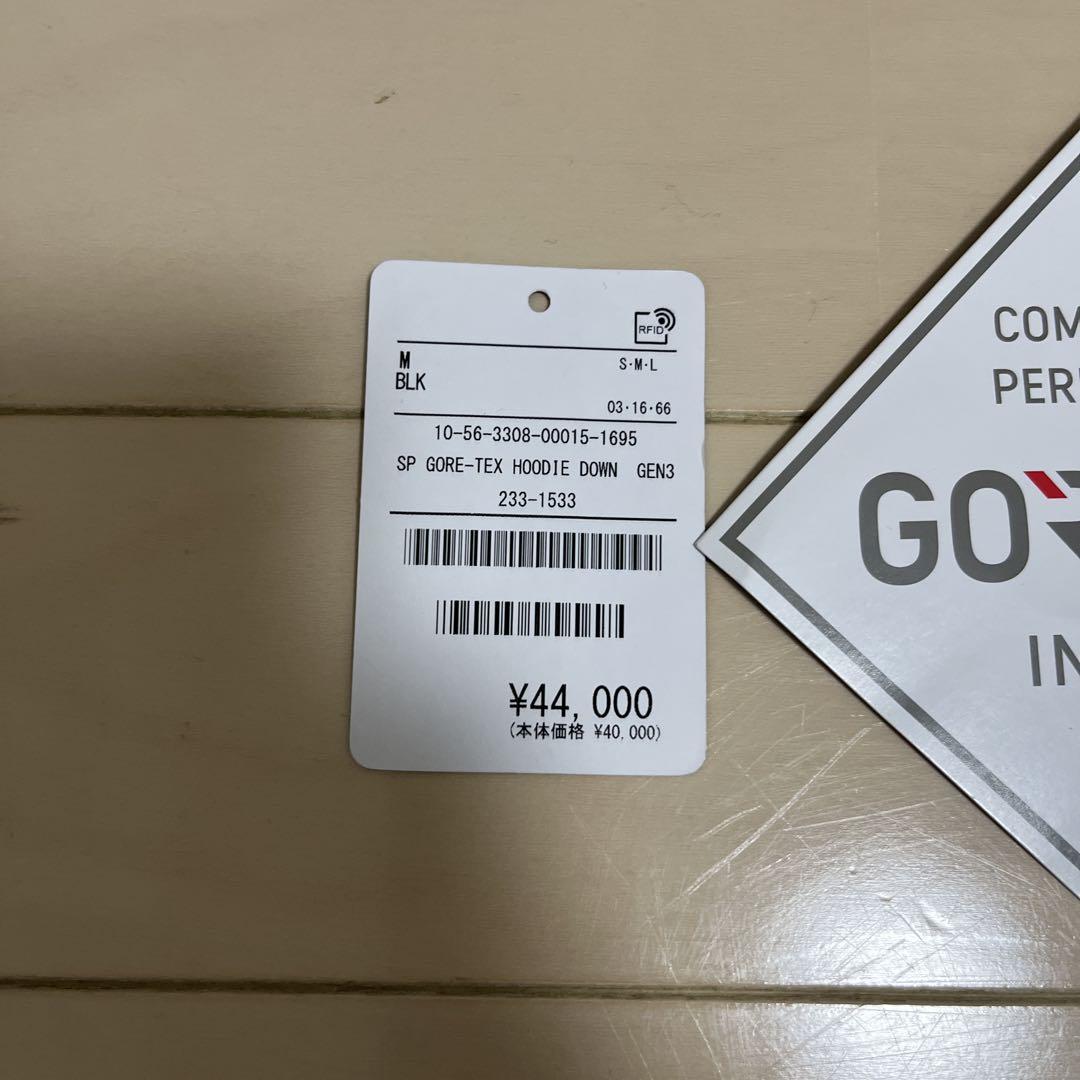 RFID
M
S·M·L
BLK
03·16·66
10-56-3308-00015-1695
SP GORE-TEX HOODIE DOWN GEN3
233-1533
¥44,000
(本体価格 ¥40,000)
COM
PER
GO
IN